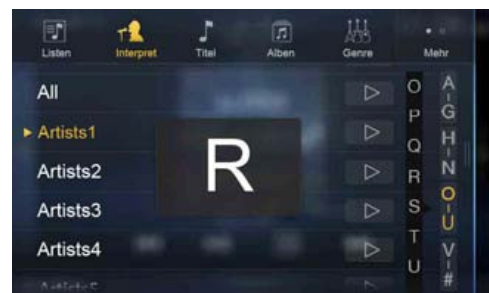 Listen Interpret Titel Alben Genre Mehr
All
Artists1
Artists2
Artists3
Artists4
R
O
P
Q
R
S
T
U
A-G
H-N
O-U
V-#